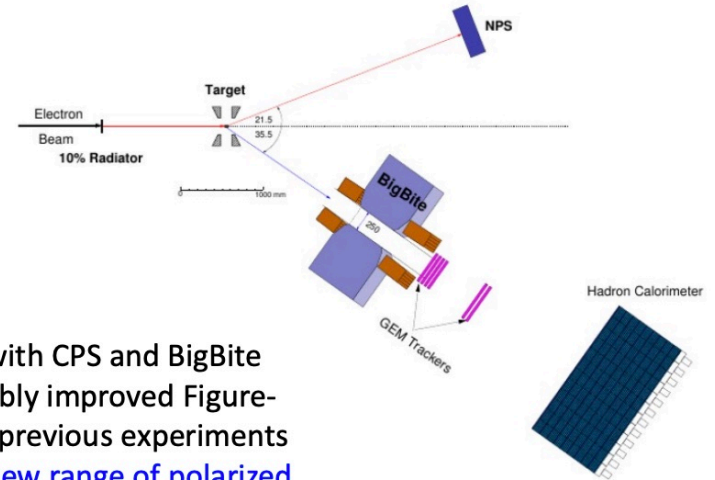 NPS
Target
Electron
Beam
10% Radiator
21.5
35.5
0
1000 mm
BigBite
250
GEM Trackers
Hadron Calorimeter
with CPS and BigBite
bly improved Figure-
previous experiments
ew range of polarized